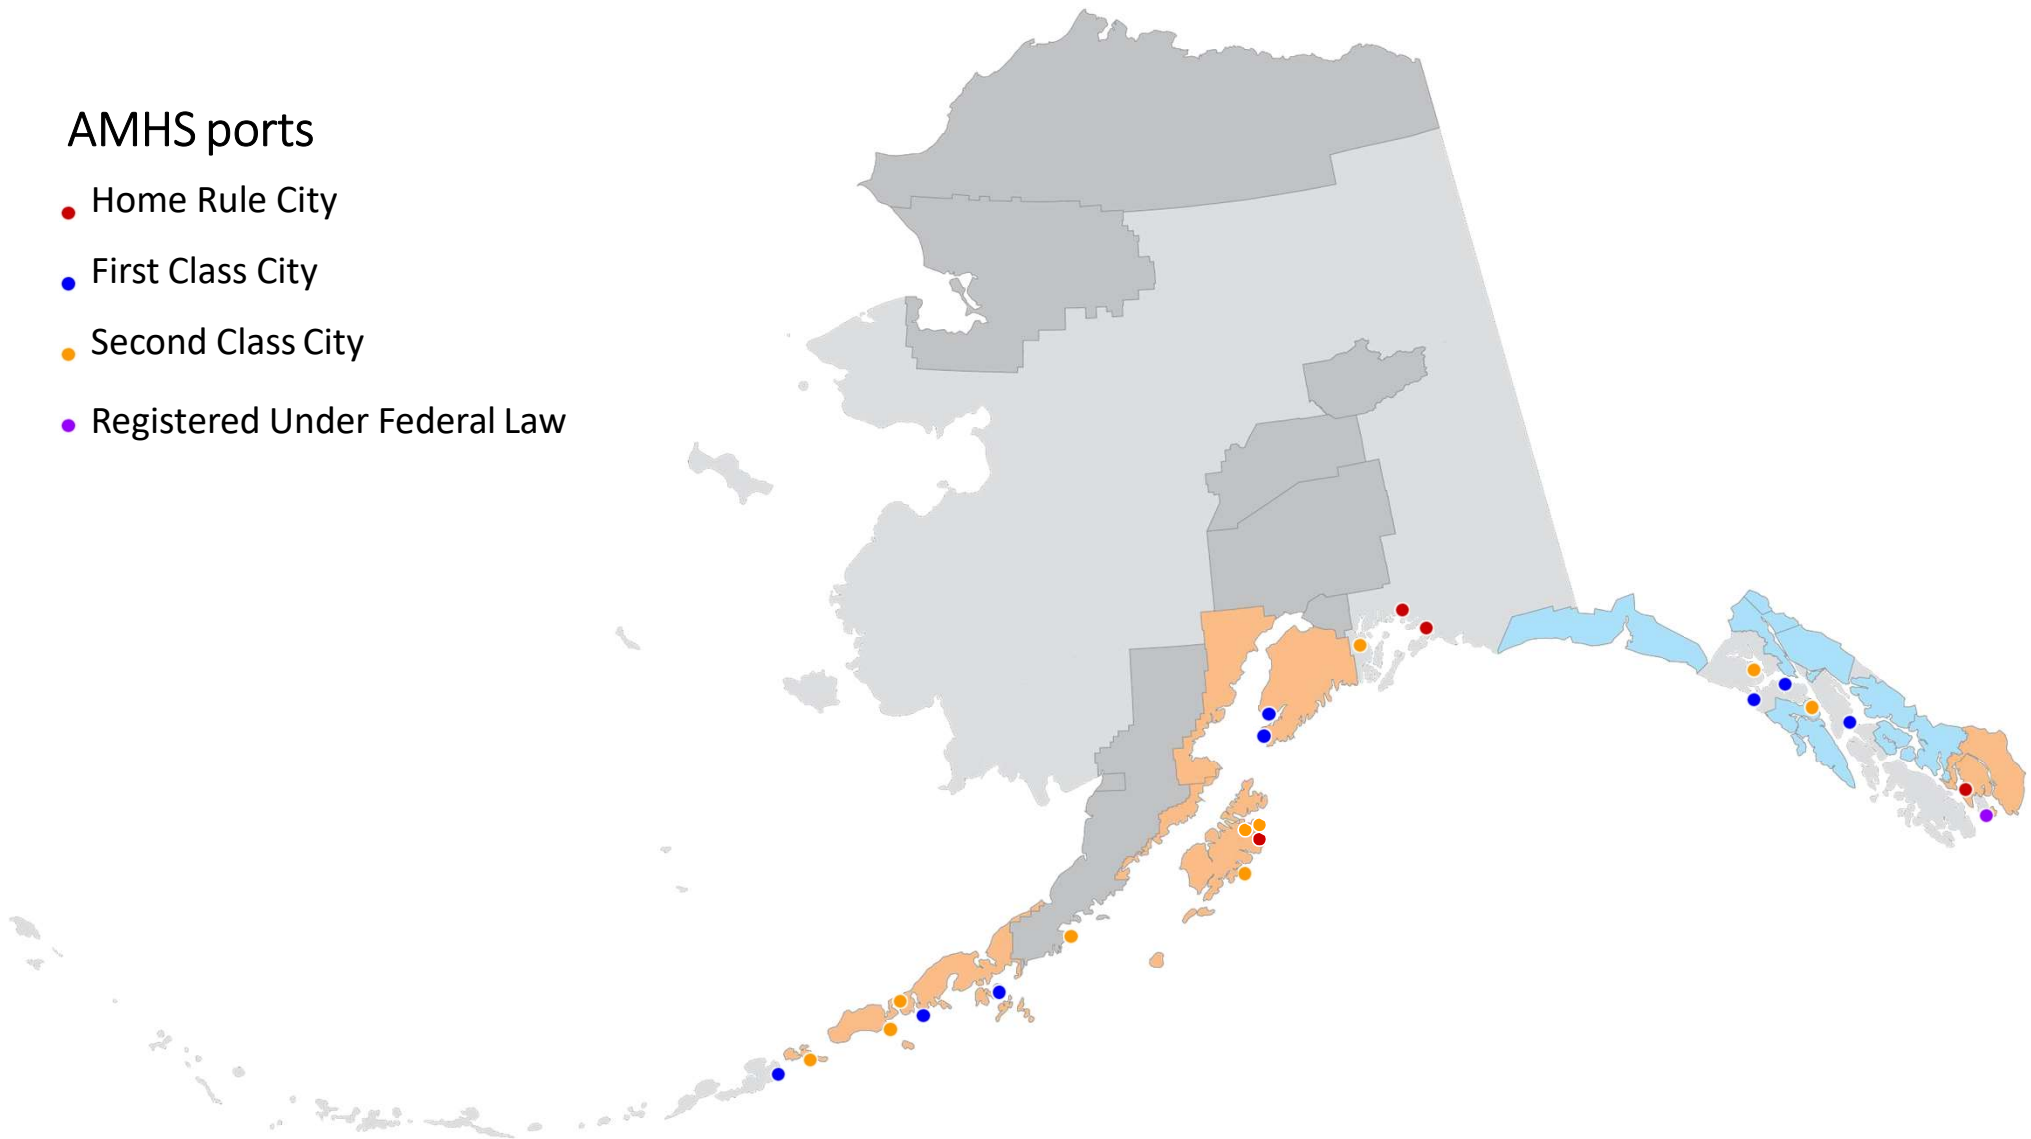 AMHS ports
Home Rule City
First Class City
Second Class City
Registered Under Federal Law